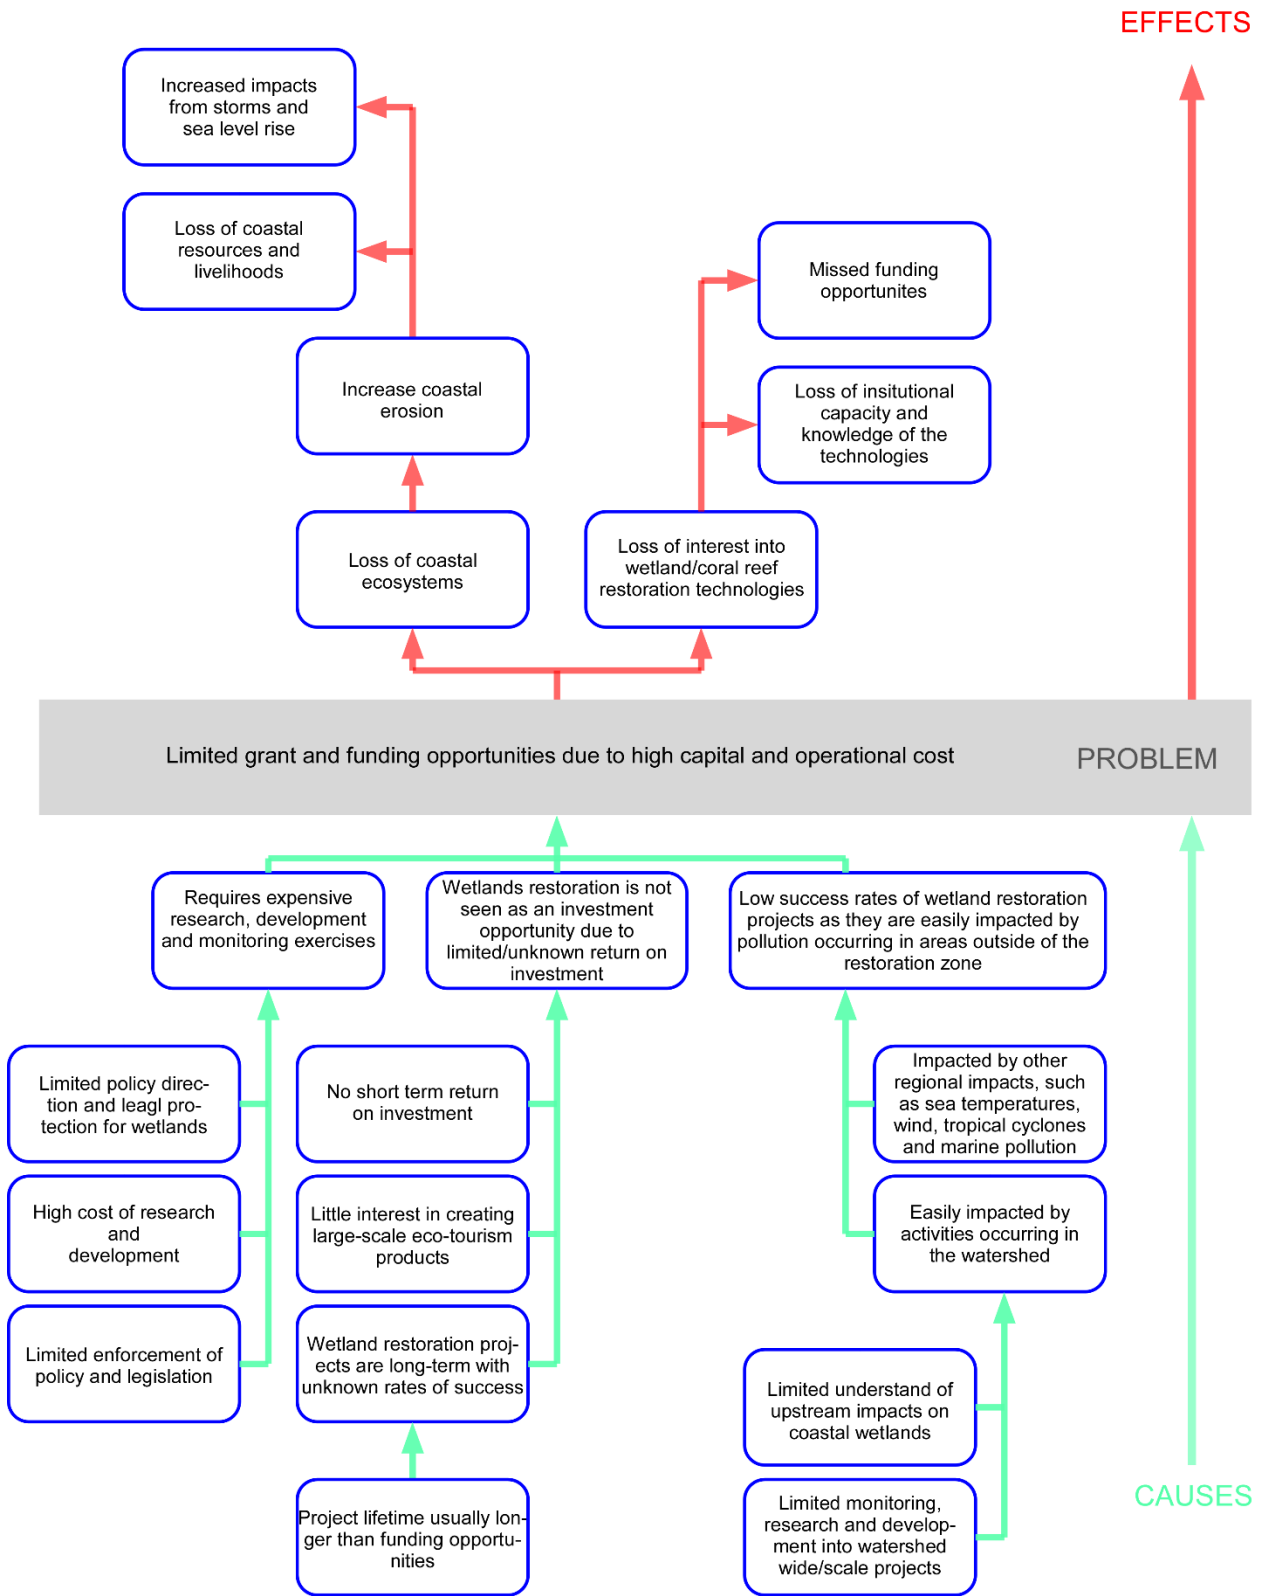 EFFECTS
Increased impacts
from storms and
sea level rise
Loss of coastal
resources and
livelihoods
Missed funding
opportunites
Increase coastal
erosion
Loss of insitutional
capacity and
knowledge of the
technologies
Loss of coastal
ecosystems
Loss of interest into
wetland/coral reef
restoration technologies
Limited grant and funding opportunities due to high capital and operational cost
PROBLEM
Requires expensive
research, development
and monitoring exercises
Wetlands restoration is not
seen as an investment
opportunity due to
limited/unknown return on
investment
Low success rates of wetland restoration
projects as they are easily impacted by
pollution occurring in areas outside of the
restoration zone
Limited policy direc-
tion and leagl pro-
tection for wetlands
No short term return
on investment
Impacted by other
regional impacts, such
as sea temperatures,
wind, tropical cyclones
and marine pollution
High cost of research
and
development
Little interest in creating
large-scale eco-tourism
products
Easily impacted by
activities occurring in
the watershed
Limited enforcement of
policy and legislation
Wetland restoration proj-
ects are long-term with
unknown rates of success
Limited understand of
upstream impacts on
coastal wetlands
Project lifetime usually lon-
ger than funding opportu-
nities
Limited monitoring,
research and develop-
ment into watershed
wide/scale projects
CAUSES